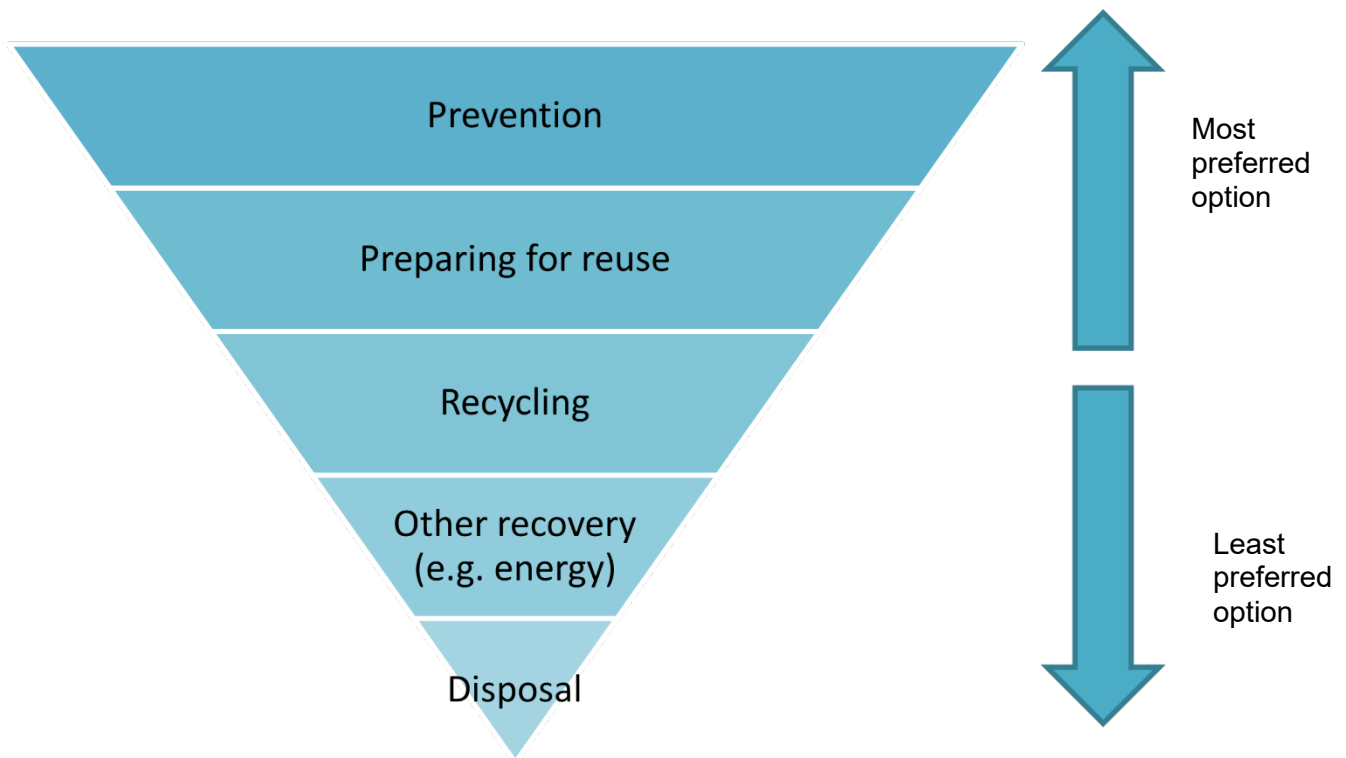 Prevention
Preparing for reuse
Recycling
Other recovery
(e.g. energy)
Disposal
Most
preferred
option
Least
preferred
option